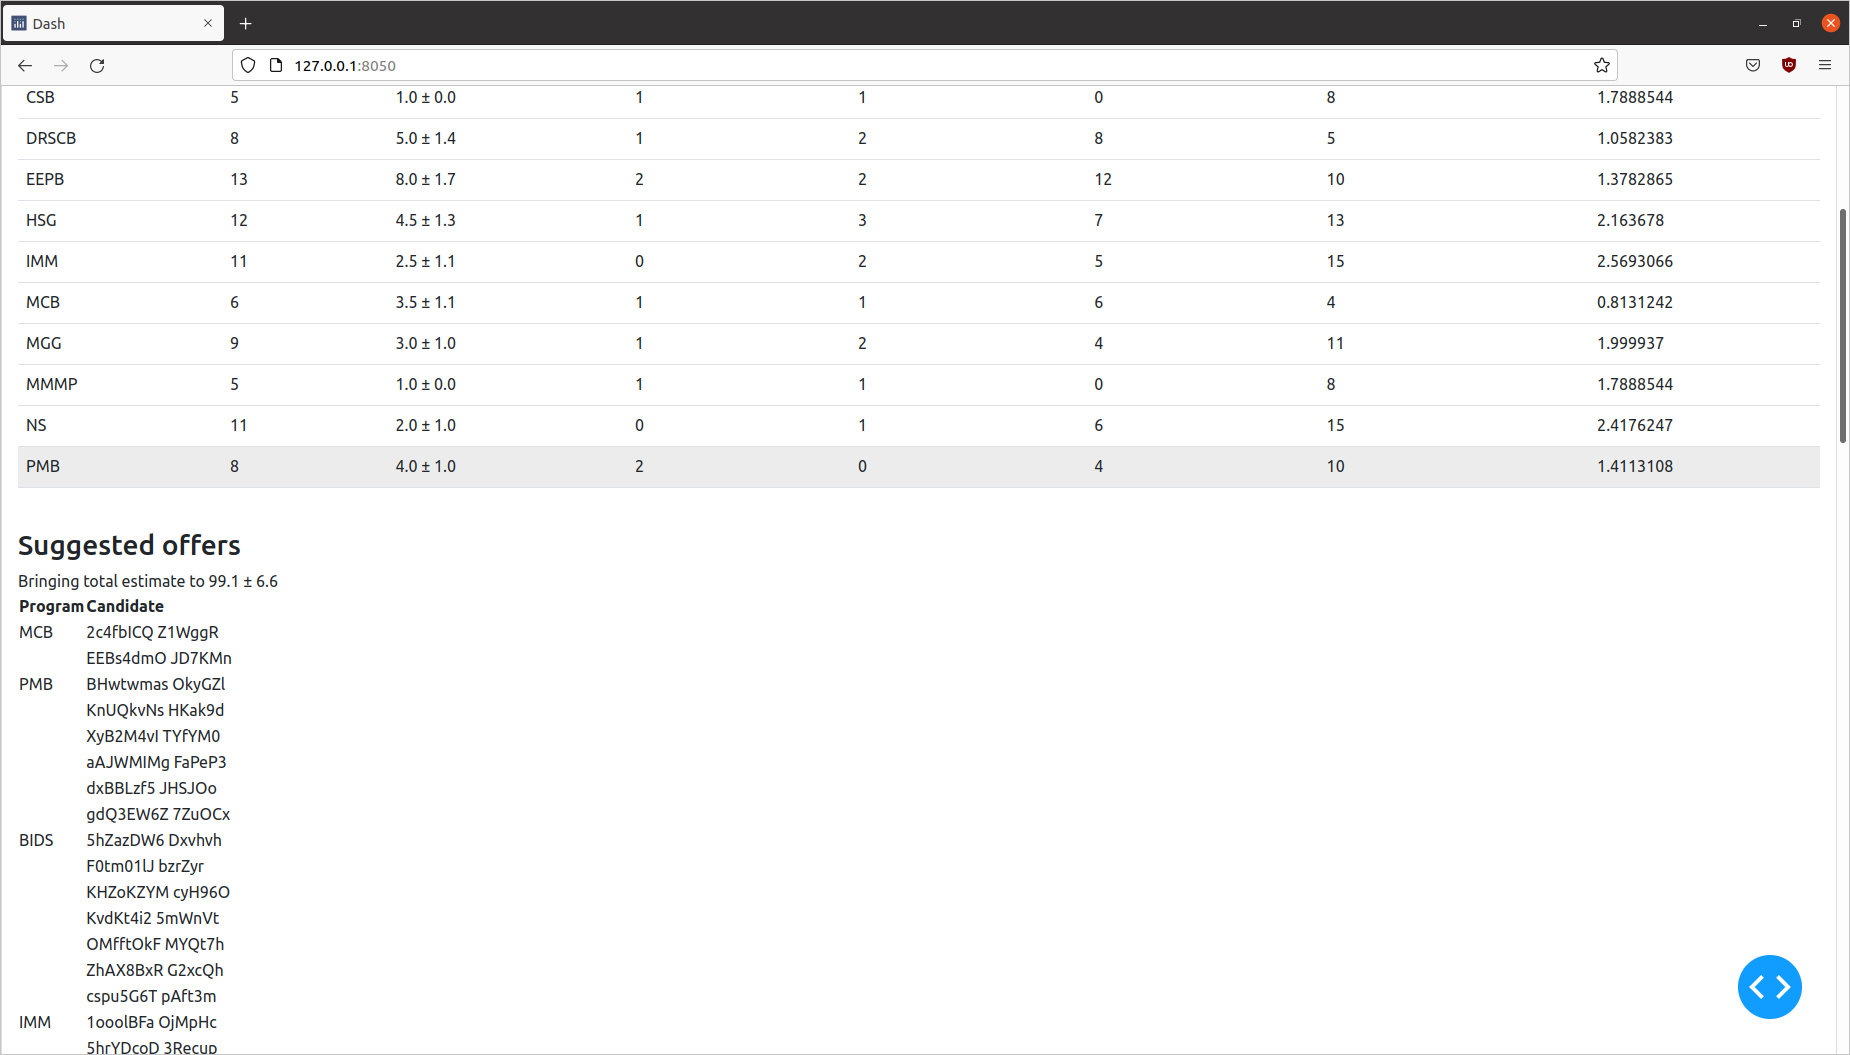 Dash
127.0.0.1:8050
CSB 5 1.0 ± 0.0 1 1 0 8 1.7888544
DRSCB 8 5.0 ± 1.4 1 2 8 5 1.0582383
EEPB 13 8.0 ± 1.7 2 2 12 10 1.3782865
HSG 12 4.5 ± 1.3 1 3 7 13 2.163678
IMM 11 2.5 ± 1.1 0 2 5 15 2.5693066
MCB 6 3.5 ± 1.1 1 1 6 4 0.8131242
MGG 9 3.0 ± 1.0 1 2 4 11 1.999937
MMMP 5 1.0 ± 0.0 1 1 0 8 1.7888544
NS 11 2.0 ± 1.0 0 1 6 15 2.4176247
PMB 8 4.0 ± 1.0 2 0 4 10 1.4113108
Suggested offers
Bringing total estimate to 99.1 ± 6.6
Program Candidate
MCB 2c4fbICQ Z1WggR
EEBs4dmO JD7KMn
PMB BHwtwmas OkyGZl
KnUQkvNs HKak9d
XyB2M4vI TYfYM0
aAJWMIMg FaPeP3
dxBBLzf5 JHSJOo
gdQ3EW6Z 7ZuOCx
BIDS 5hZazDW6 Dxvhvh
F0tm01lJ bzrZyr
KHZoKZYM cyH96O
KvdKt4i2 5mWnVt
OMfftOkF MYQt7h
ZhAX8BxR G2xcQh
cspu5G6T pAft3m
IMM 1ooolBFa OjMpHc
5hrYDcoD 3Recup